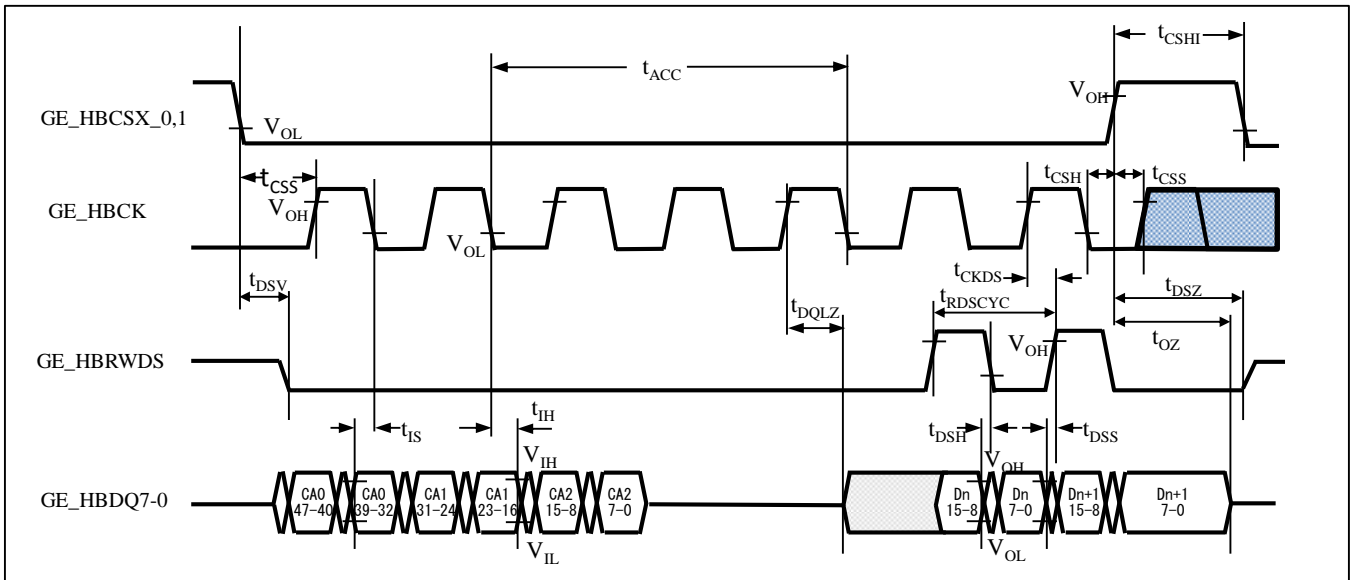 tCSHI
tACC
VOH
GE_HBCSX_0,1
VOL
tCSS
tCSH
tCSS
GE_HBCK
VOH
VOL
tCKDS
tDSV
tDSZ
tRDSCYC
tDQLZ
tOZ
GE_HBRWDS
VOH
tIH
tIS
tDSH
tDSS
VIH
VOH
GE_HBDQ7-0
CA0
47-40
CA0
39-32
CA1
31-24
CA1
23-16
CA2
15-8
CA2
7-0
Dn
15-8
Dn
7-0
Dn+1
15-8
Dn+1
7-0
VIL
VOL